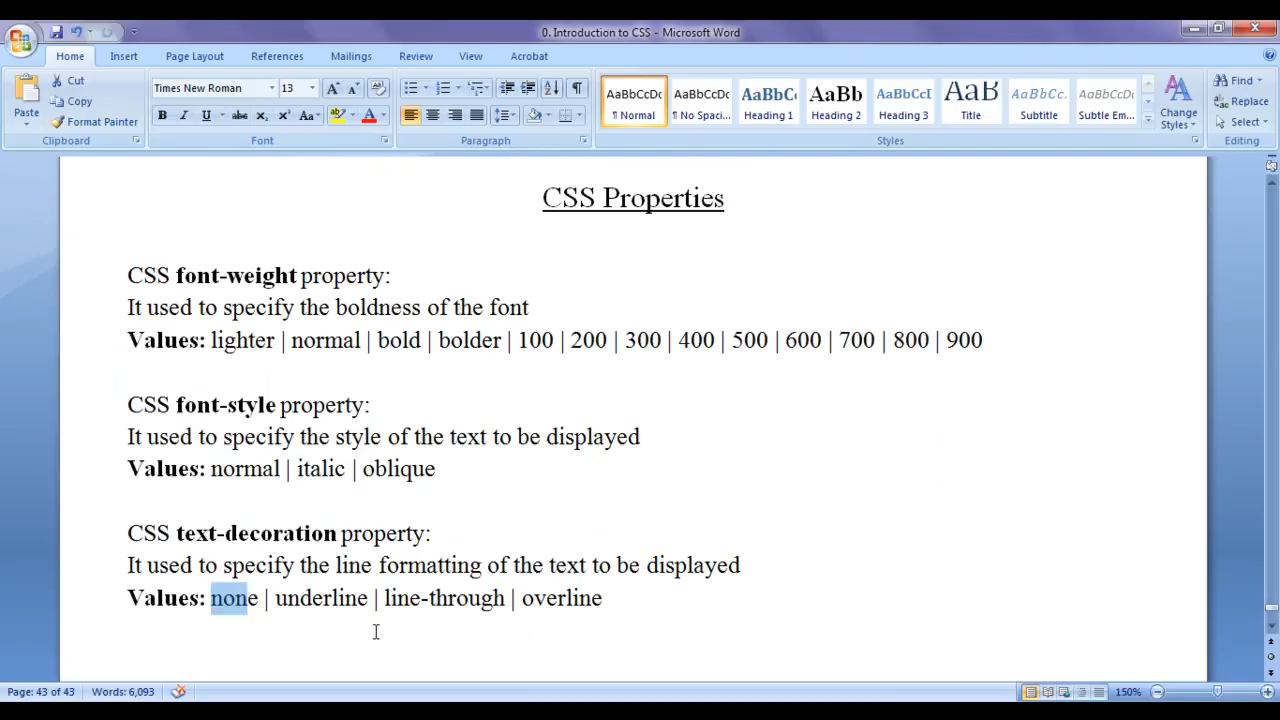 0. Introduction to CSS - Microsoft Word
Home Insert Page Layout References Mailings Review View Acrobat
Paste Cut Copy Format Painter Clipboard
Times New Roman 13 Font
Paragraph
AaBbCcDc AaBbCcDc AaBbC AaBb AaBbCcI AaB AaBbCc. AaBbCcDc
¶ Normal ¶ No Spaci... Heading 1 Heading 2 Heading 3 Title Subtitle Subtle Em...
Styles
Change Styles
Find Replace Select Editing
CSS Properties
CSS font-weight property:
It used to specify the boldness of the font
Values: lighter | normal | bold | bolder | 100 | 200 | 300 | 400 | 500 | 600 | 700 | 800 | 900
CSS font-style property:
It used to specify the style of the text to be displayed
Values: normal | italic | oblique
CSS text-decoration property:
It used to specify the line formatting of the text to be displayed
Values: none | underline | line-through | overline
Page: 43 of 43 Words: 6,093 150%